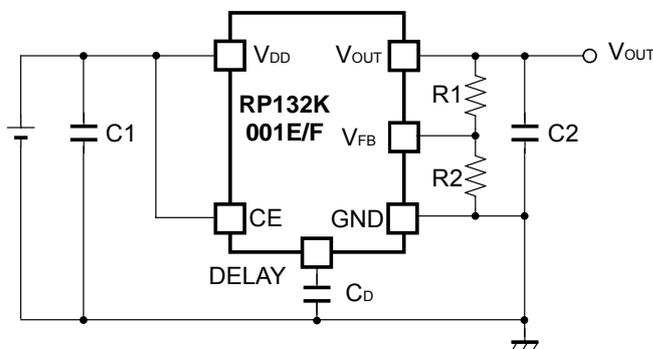 VDD
VOUT
VOUT
RP132K
001E/F
R1
C1
VFB
C2
R2
CE
GND
DELAY
CD